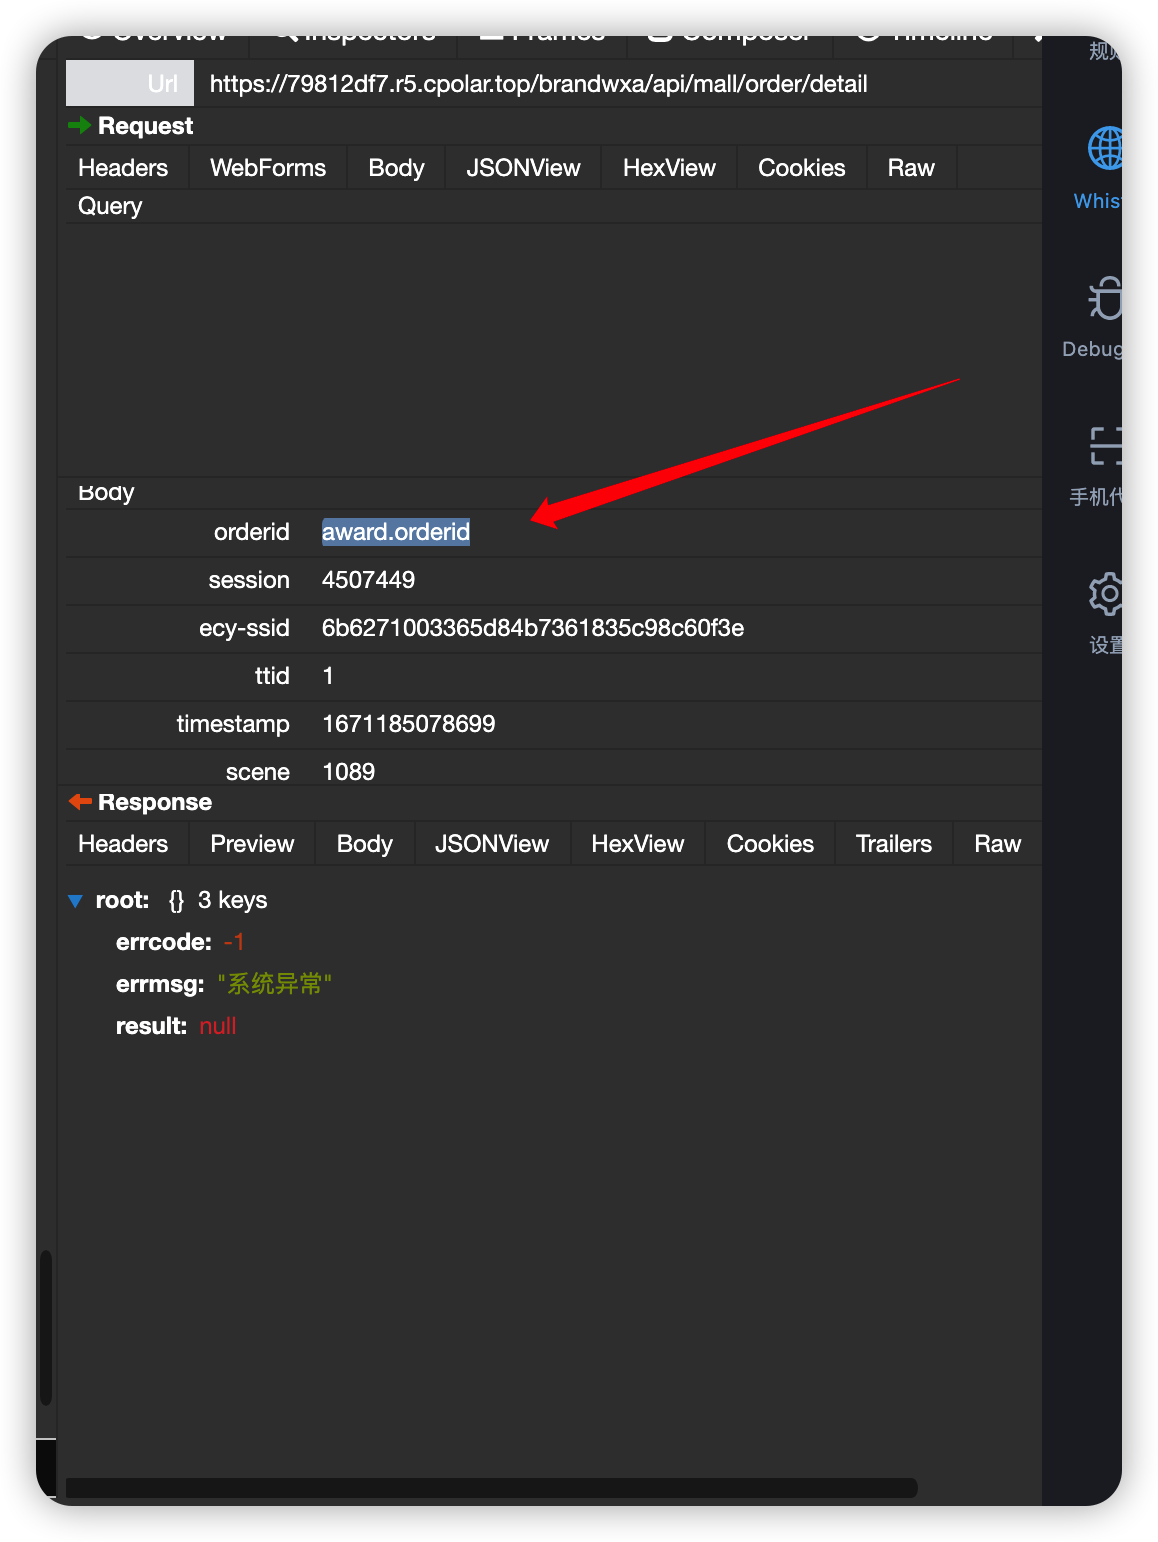 Overview Inspectors Frames Composer Timeline
Url https://79812df7.r5.cpolar.top/brandwxa/api/mall/order/detail
Request
Headers WebForms Body JSONView HexView Cookies Raw
Query
Body
orderid award.orderid
session 4507449
ecy-ssid 6b6271003365d84b7361835c98c60f3e
ttid 1
timestamp 1671185078699
scene 1089
Response
Headers Preview Body JSONView HexView Cookies Trailers Raw
root: {} 3 keys
errcode: -1
errmsg: "系统异常"
result: null
规则
Whis
Debug
手机代
设置